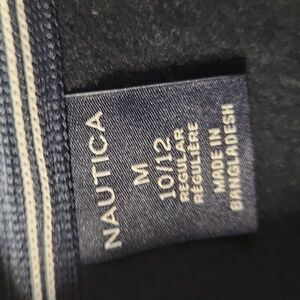 NAUTICA
M
10/12
REGULAR
RÉGULIÈRE
MADE IN
BANGLADESH